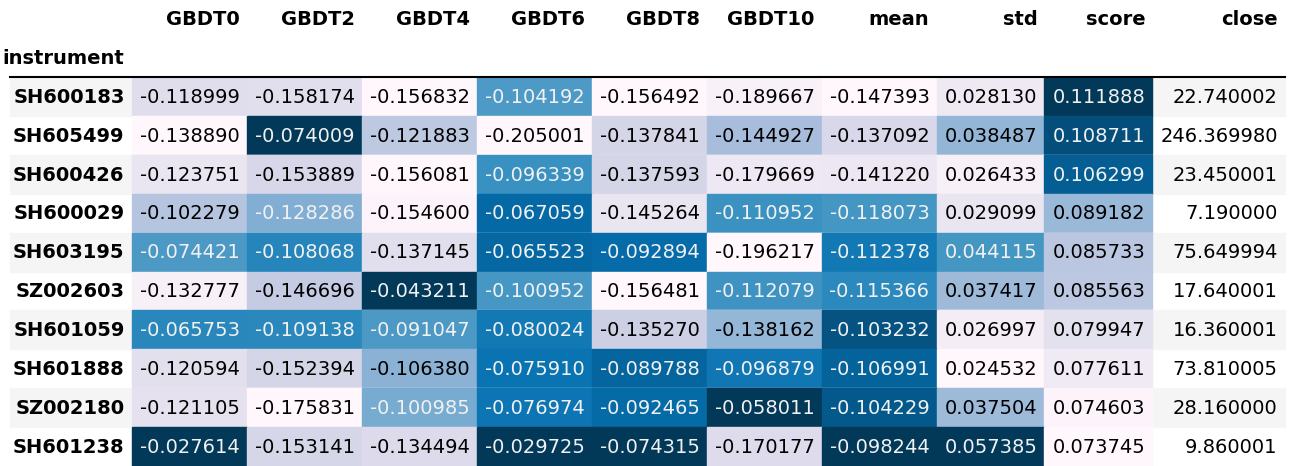 GBDT0 GBDT2 GBDT4 GBDT6 GBDT8 GBDT10 mean std score close
instrument
SH600183 -0.118999 -0.158174 -0.156832 -0.104192 -0.156492 -0.189667 -0.147393 0.028130 0.111888 22.740002
SH605499 -0.138890 -0.074009 -0.121883 -0.205001 -0.137841 -0.144927 -0.137092 0.038487 0.108711 246.369980
SH600426 -0.123751 -0.153889 -0.156081 -0.096339 -0.137593 -0.179669 -0.141220 0.026433 0.106299 23.450001
SH600029 -0.102279 -0.128286 -0.154600 -0.067059 -0.145264 -0.110952 -0.118073 0.029099 0.089182 7.190000
SH603195 -0.074421 -0.108068 -0.137145 -0.065523 -0.092894 -0.196217 -0.112378 0.044115 0.085733 75.649994
SZ002603 -0.132777 -0.146696 -0.043211 -0.100952 -0.156481 -0.112079 -0.115366 0.037417 0.085563 17.640001
SH601059 -0.065753 -0.109138 -0.091047 -0.080024 -0.135270 -0.138162 -0.103232 0.026997 0.079947 16.360001
SH601888 -0.120594 -0.152394 -0.106380 -0.075910 -0.089788 -0.096879 -0.106991 0.024532 0.077611 73.810005
SZ002180 -0.121105 -0.175831 -0.100985 -0.076974 -0.092465 -0.058011 -0.104229 0.037504 0.074603 28.160000
SH601238 -0.027614 -0.153141 -0.134494 -0.029725 -0.074315 -0.170177 -0.098244 0.057385 0.073745 9.860001